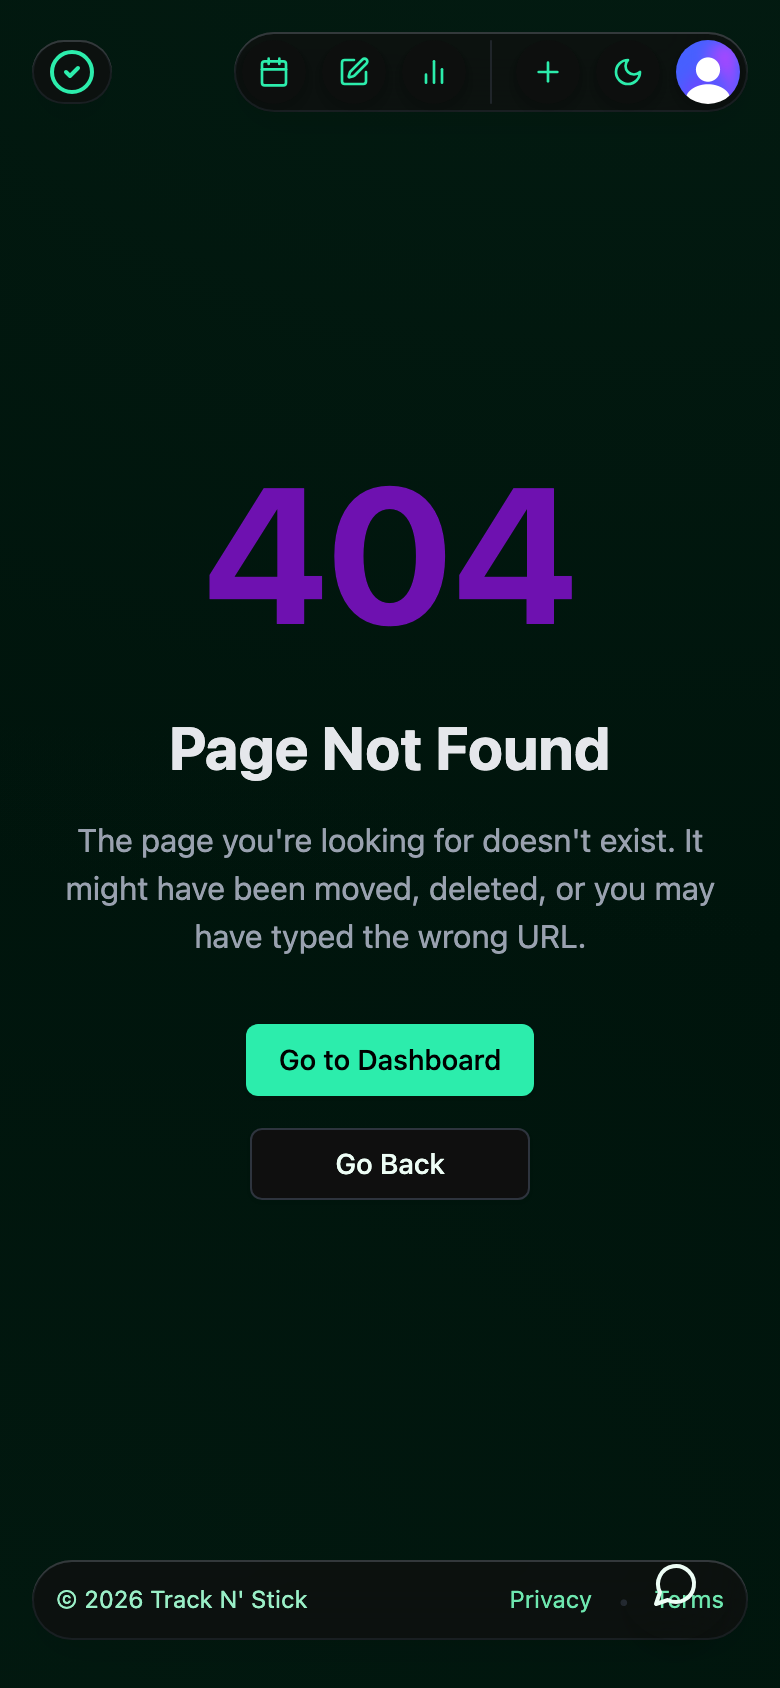 404
Page Not Found
The page you're looking for doesn't exist. It
might have been moved, deleted, or you may
have typed the wrong URL.
Go to Dashboard
Go Back
© 2026 Track N' Stick
Privacy • Terms